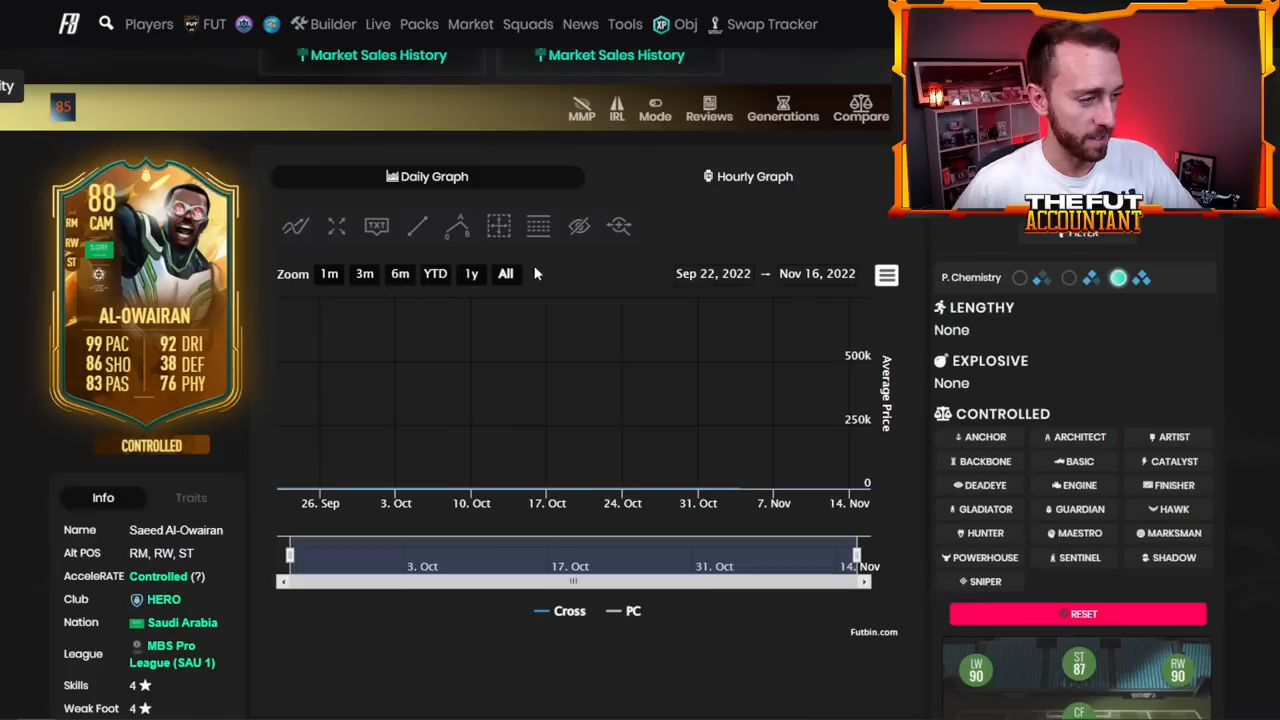 Players FUT Builder Live Packs Market Squads News Tools Obj Swap Tracker
Market Sales History Market Sales History
ty
85
MMP IRL Mode Reviews Generations Compare
88
CAM
RM
RW
ST
AL-OWAIRAN
99 PAC 92 DRI
86 SHO 38 DEF
83 PAS 76 PHY
CONTROLLED
Daily Graph Hourly Graph
TXT
Zoom 1m 3m 6m YTD 1y All Sep 22, 2022 → Nov 16, 2022
500k
250k
0
Average Price
26. Sep 3. Oct 10. Oct 17. Oct 24. Oct 31. Oct 7. Nov 14. Nov
3. Oct 17. Oct 31. Oct 14. Nov
Cross PC
Futbin.com
Info Traits
Name Saeed Al-Owairan
Alt POS RM, RW, ST
AcceleRATE Controlled (?)
Club HERO
Nation Saudi Arabia
League MBS Pro League (SAU 1)
Skills 4
Weak Foot 4
THE FUT
ACCOUNTANT
P. Chemistry
LENGTHY
None
EXPLOSIVE
None
CONTROLLED
ANCHOR ARCHITECT ARTIST
BACKBONE BASIC CATALYST
DEADEYE ENGINE FINISHER
GLADIATOR GUARDIAN HAWK
HUNTER MAESTRO MARKSMAN
POWERHOUSE SENTINEL SHADOW
SNIPER
RESET
LW
90
ST
87
RW
90
CF